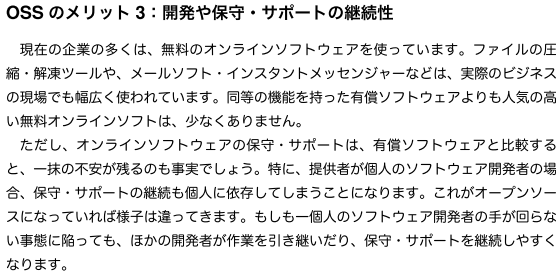 OSS のメリット 3：開発や保守・サポートの継続性
　現在の企業の多くは、無料のオンラインソフトウェアを使っています。ファイルの圧
縮・解凍ツールや、メールソフト・インスタントメッセンジャーなどは、実際のビジネス
の現場でも幅広く使われています。同等の機能を持った有償ソフトウェアよりも人気の高
い無料オンラインソフトは、少なくありません。
　ただし、オンラインソフトウェアの保守・サポートは、有償ソフトウェアと比較する
と、一抹の不安が残るのも事実でしょう。特に、提供者が個人のソフトウェア開発者の場
合、保守・サポートの継続も個人に依存してしまうことになります。これがオープンソー
スになっていれば様子は違ってきます。もしも一個人のソフトウェア開発者の手が回らな
い事態に陥っても、ほかの開発者が作業を引き継いだり、保守・サポートを継続しやすく
なります。